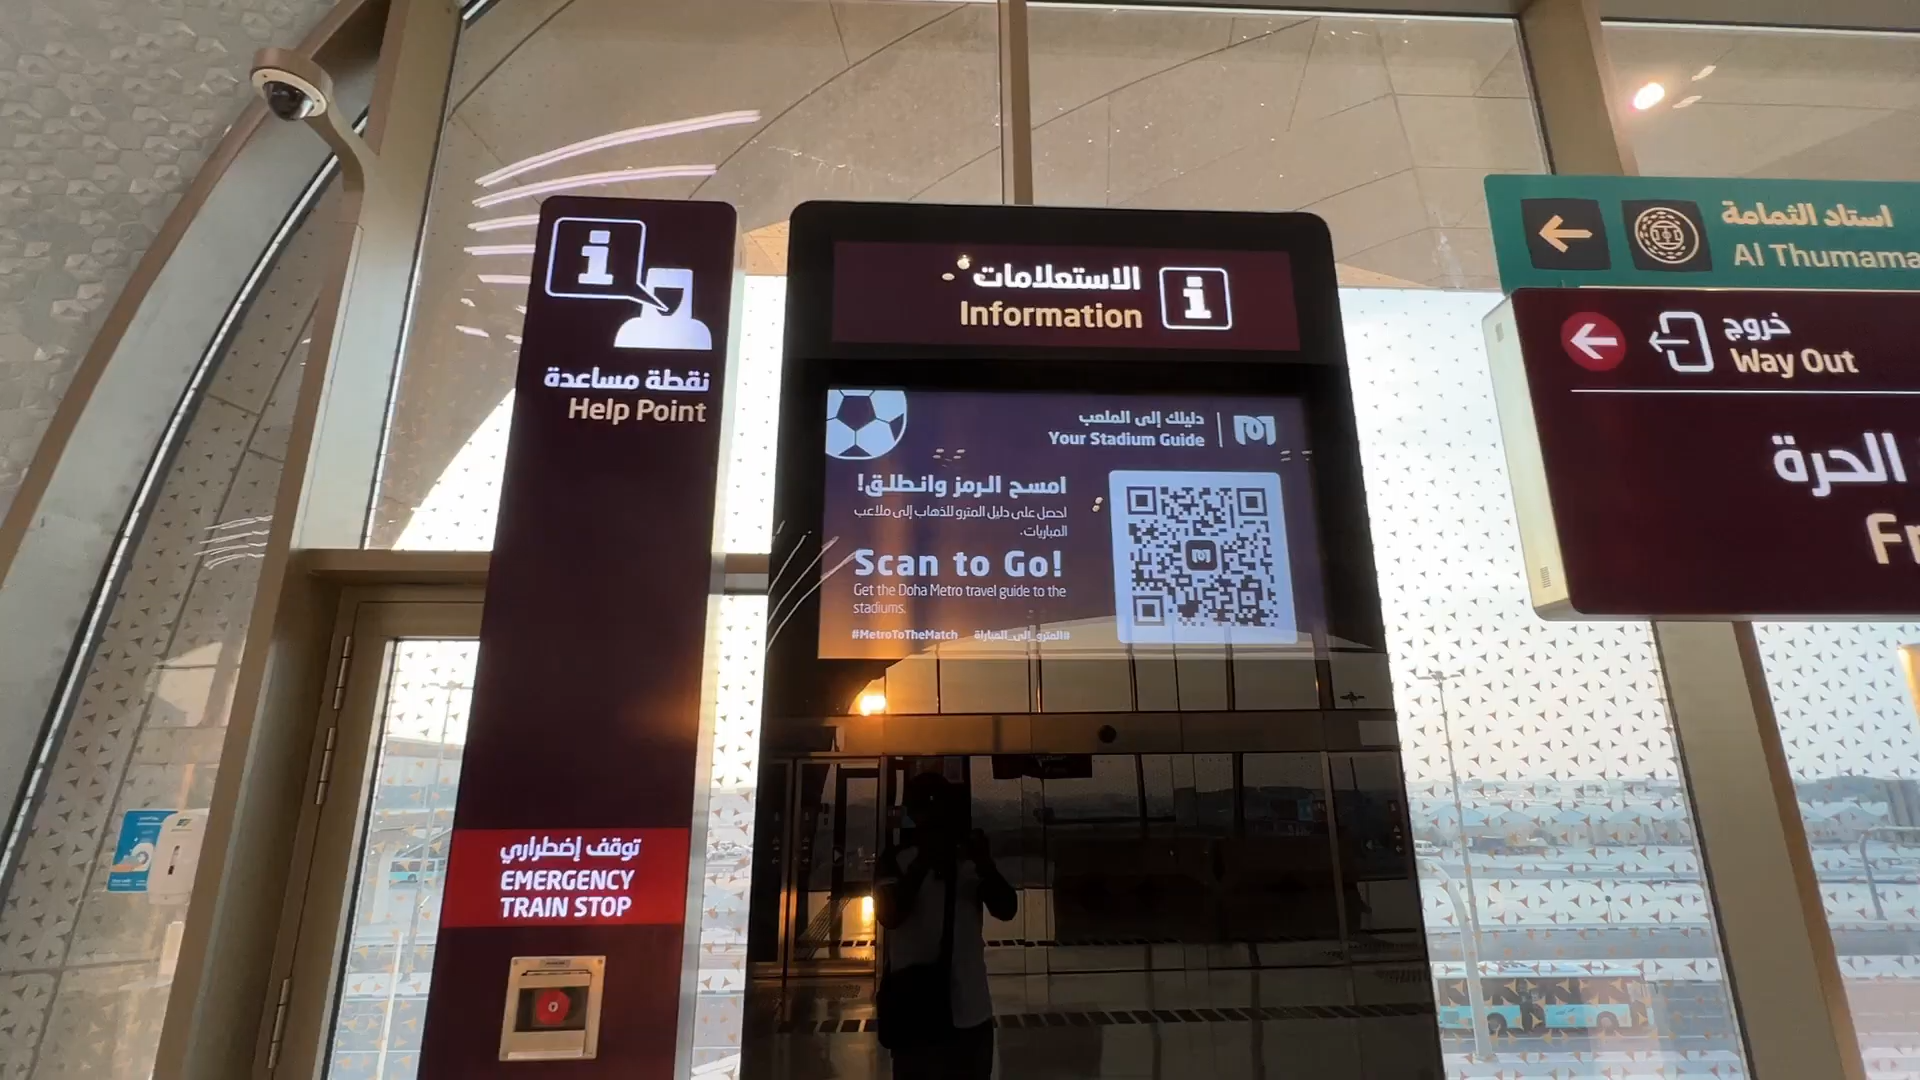 نقطة مساعدة
Help Point
توقف إضطراري
EMERGENCY
TRAIN STOP
الاستعلامات
Information
دليلك إلى الملعب
Your Stadium Guide
امسح الرمز وانطلق!
احصل على دليل المترو للذهاب إلى ملاعب
المباريات.
Scan to Go!
Get the Doha Metro travel guide to the
stadiums.
#MetroToTheMatch #المترو_إلى_المباراة
استاد الثمامة
Al Thumama
خروج
Way Out
الحرة
Fr